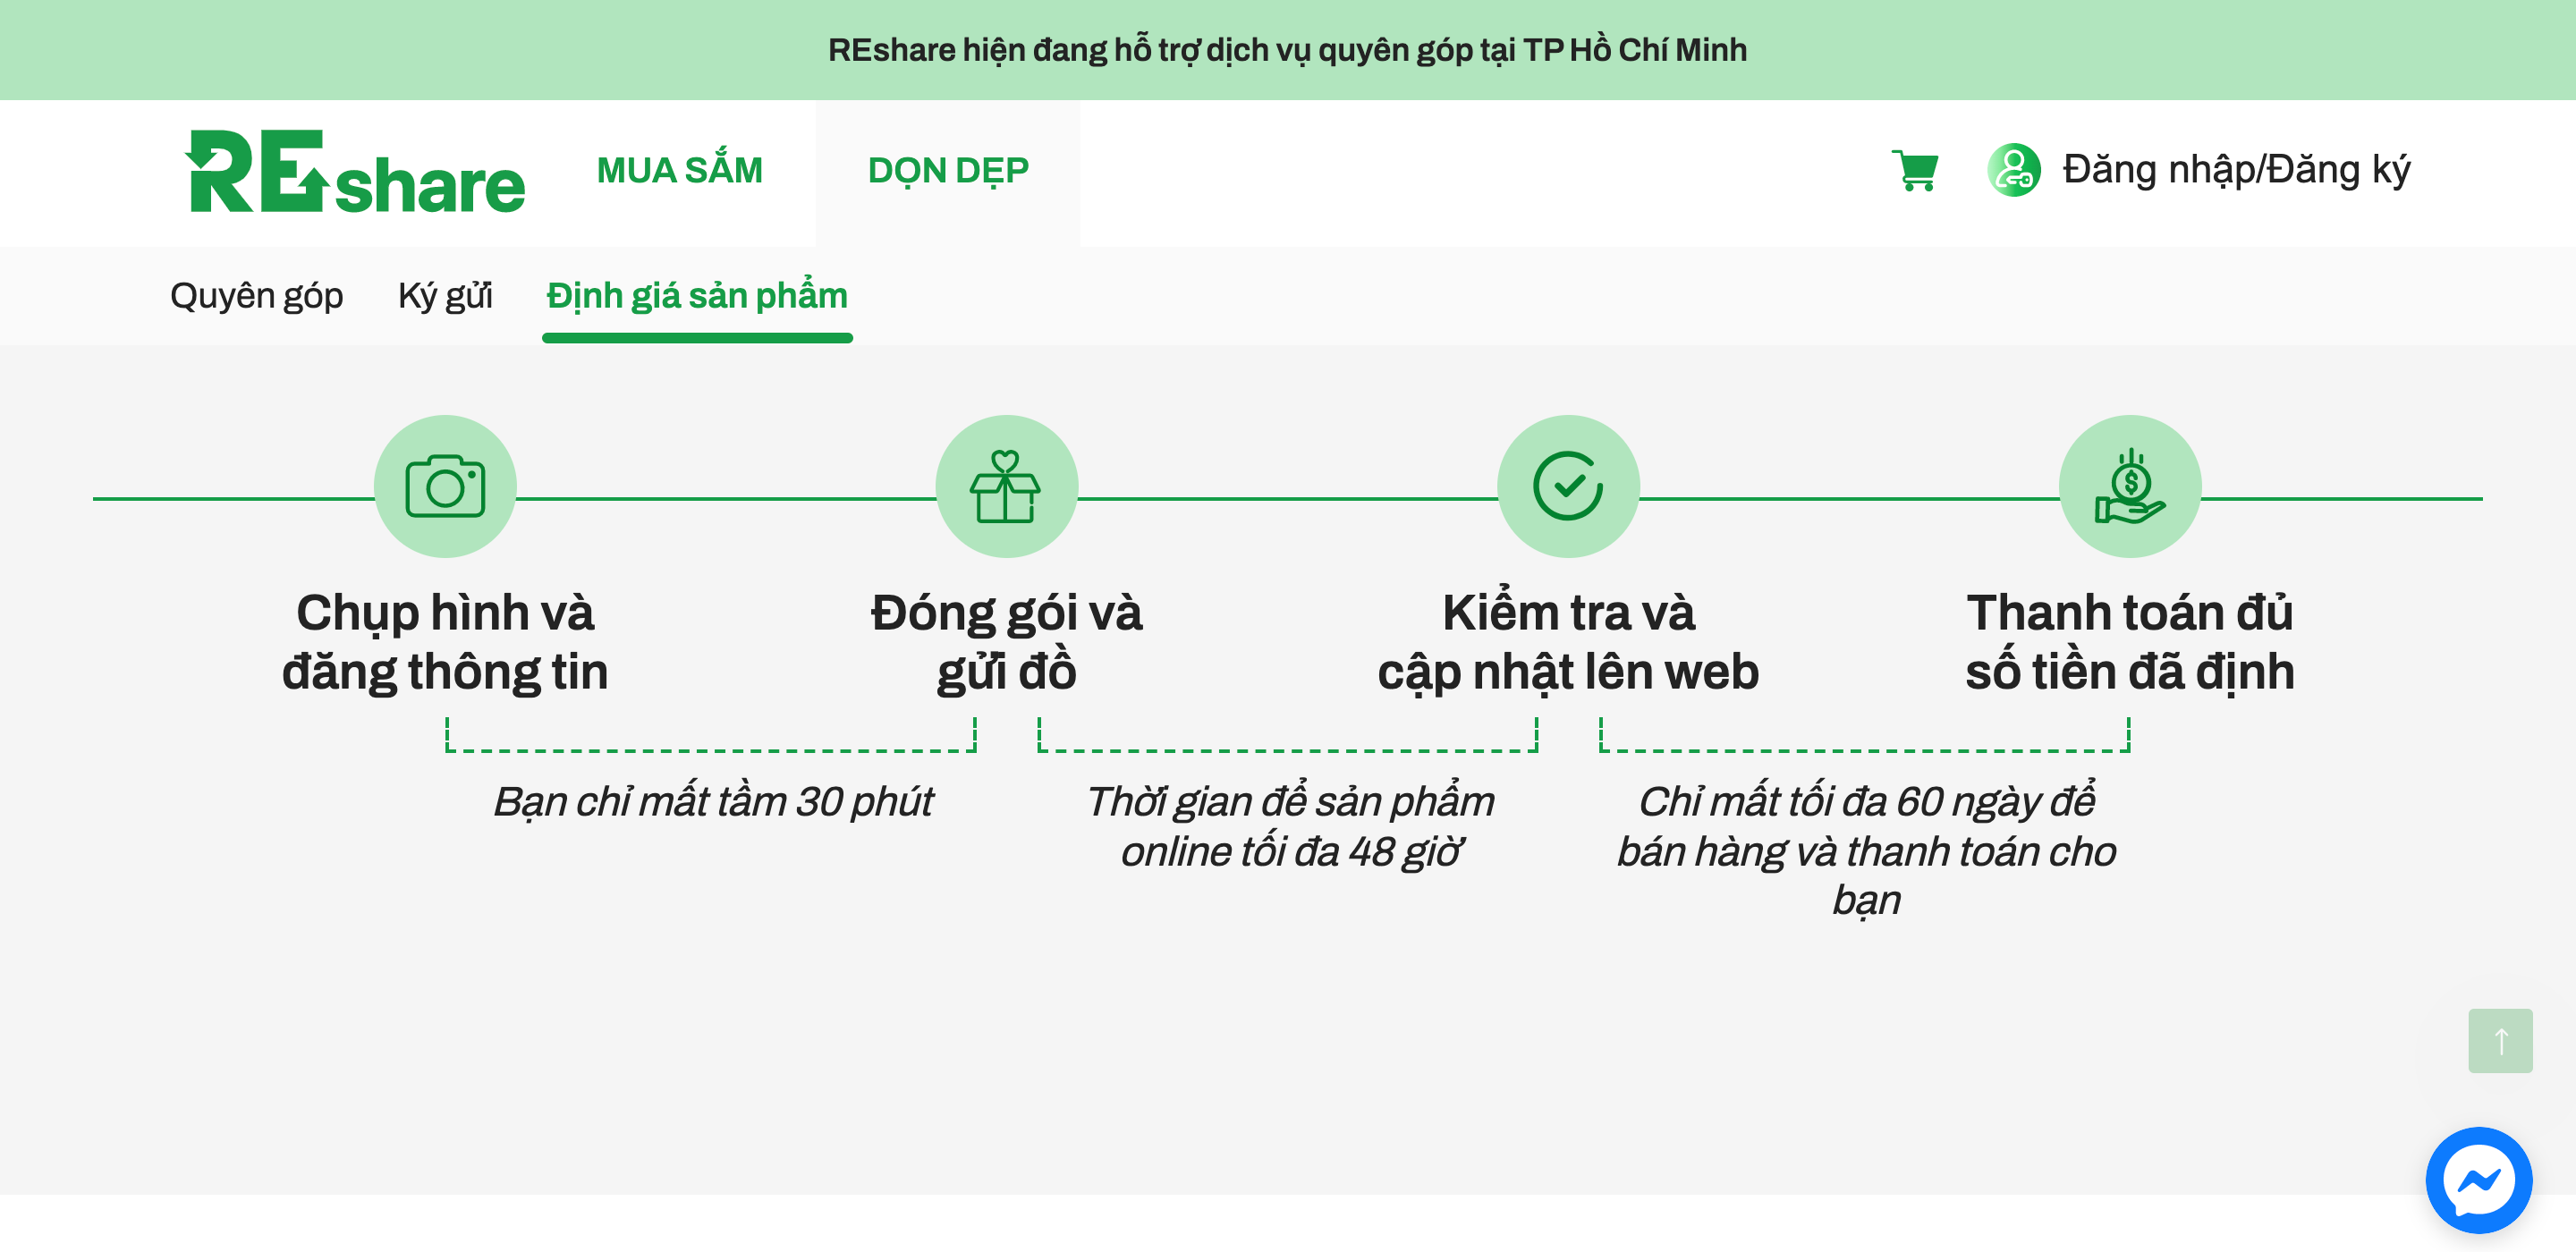 REshare hiện đang hỗ trợ dịch vụ quyên góp tại TP Hồ Chí Minh
REshare
MUA SẮM
DỌN DẸP
Đăng nhập/Đăng ký
Quyên góp
Ký gửi
Định giá sản phẩm
Chụp hình và
đăng thông tin
Đóng gói và
gửi đồ
Kiểm tra và
cập nhật lên web
Thanh toán đủ
số tiền đã định
Bạn chỉ mất tầm 30 phút
Thời gian để sản phẩm
online tối đa 48 giờ
Chỉ mất tối đa 60 ngày để
bán hàng và thanh toán cho
bạn